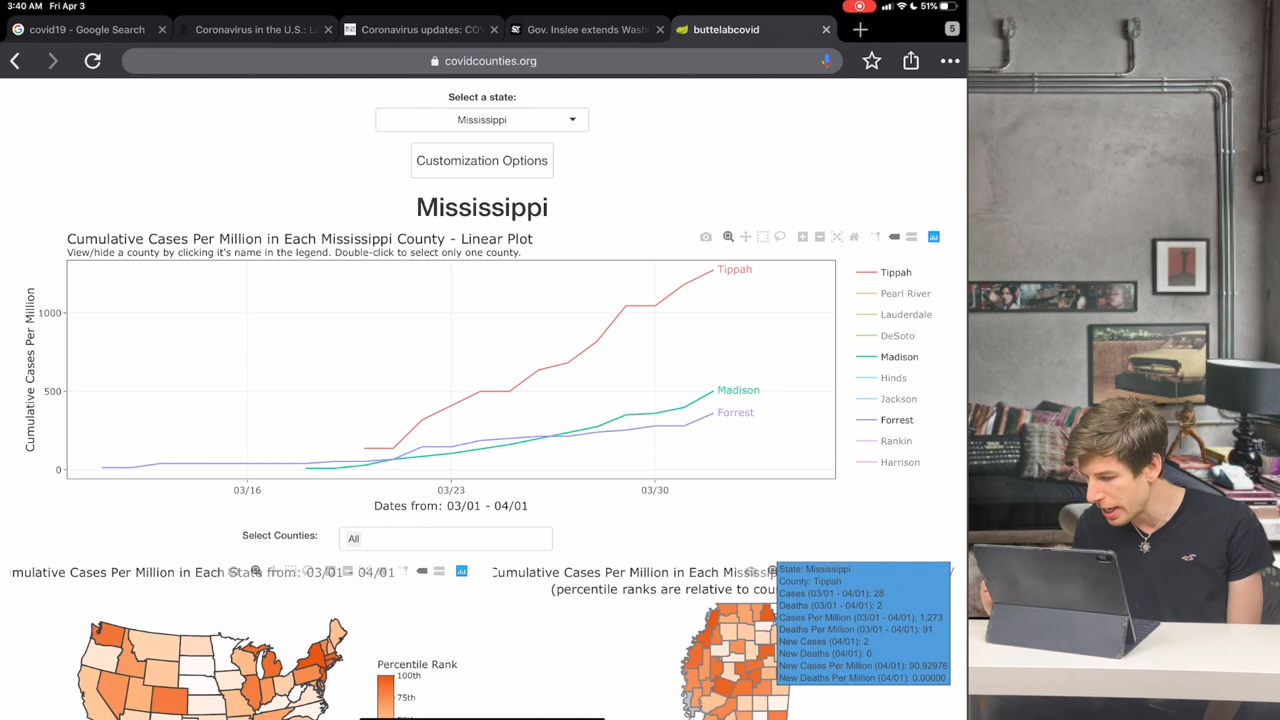 3:40 AM Fri Apr 3
51%
covid19 - Google Search
Coronavirus in the U.S.: L
Coronavirus updates: CO
Gov. Inslee extends Wash
buttelabcovid
5
covidcounties.org
Select a state:
Mississippi
Customization Options
Mississippi
Cumulative Cases Per Million in Each Mississippi County - Linear Plot
View/hide a county by clicking it's name in the legend. Double-click to select only one county.
Cumulative Cases Per Million
1000
500
0
Tippah
Madison
Forrest
03/16
03/23
03/30
Dates from: 03/01 - 04/01
Tippah
Pearl River
Lauderdale
DeSoto
Madison
Hinds
Jackson
Forrest
Rankin
Harrison
Select Counties:
All
mulative Cases Per Million in Each State from: 03/01 - 04/01
Cumulative Cases Per Million in Each Mississip
(percentile ranks are relative to cou
State: Mississippi
County: Tippah
Cases (03/01 - 04/01): 28
Deaths (03/01 - 04/01): 2
Cases Per Million (03/01 - 04/01): 1,273
Deaths Per Million (03/01 - 04/01): 91
New Cases (04/01): 2
New Deaths (04/01): 0
New Cases Per Million (04/01): 90.92976
New Deaths Per Million (04/01): 0.00000
Percentile Rank
100th
75th